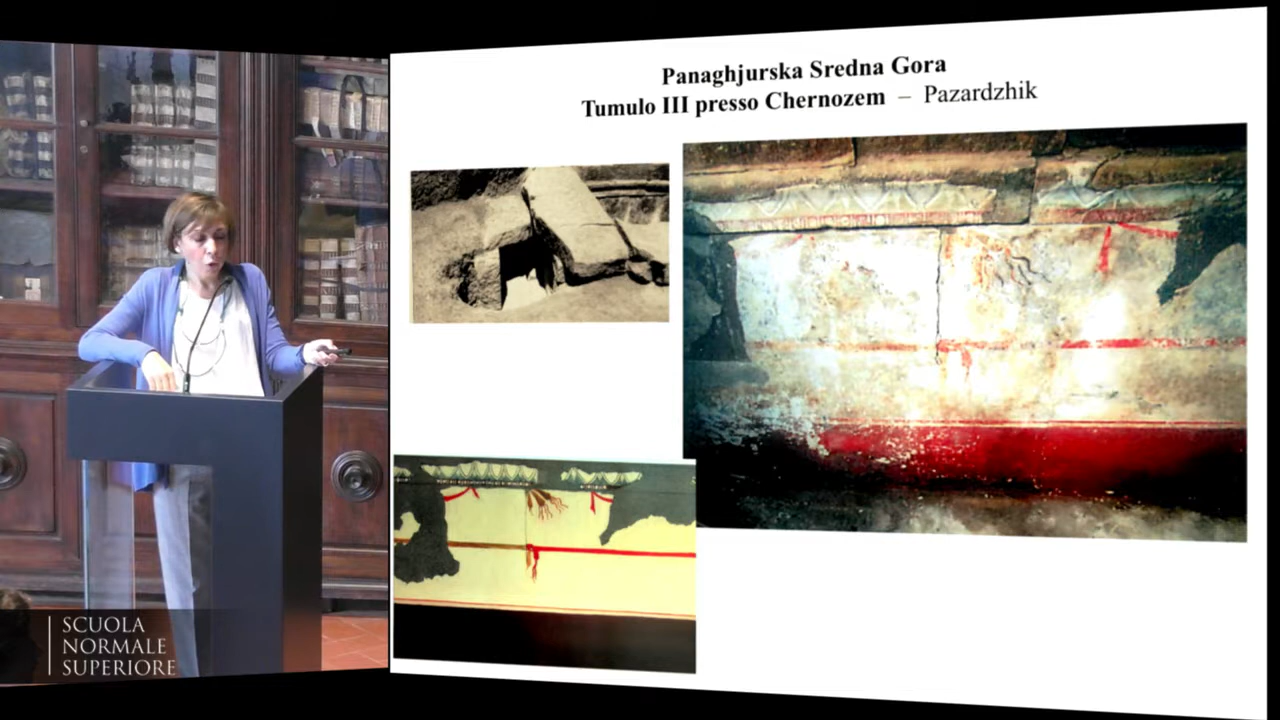 Panaghjurska Sredna Gora
Tumulo III presso Chernozem – Pazardzhik
SCUOLA
NORMALE
SUPERIORE